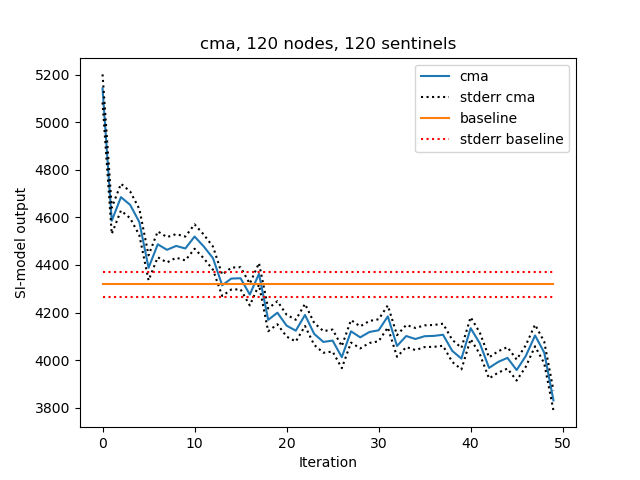 cma, 120 nodes, 120 sentinels
cma
stderr cma
baseline
stderr baseline
SI-model output
5200
5000
4800
4600
4400
4200
4000
3800
0 10 20 30 40 50
Iteration